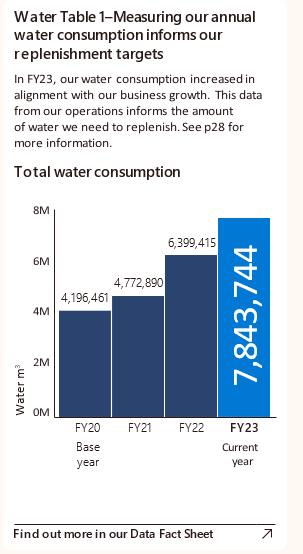 Water Table 1–Measuring our annual
water consumption informs our
replenishment targets
In FY23, our water consumption increased in
alignment with our business growth. This data
from our operations informs the amount
of water we need to replenish. See p28 for
more information.
Total water consumption
Water m³
8M
6M
4M
2M
0M
4,196,461
4,772,890
6,399,415
7,843,744
FY20
FY21
FY22
FY23
Base
year
Current
year
Find out more in our Data Fact Sheet